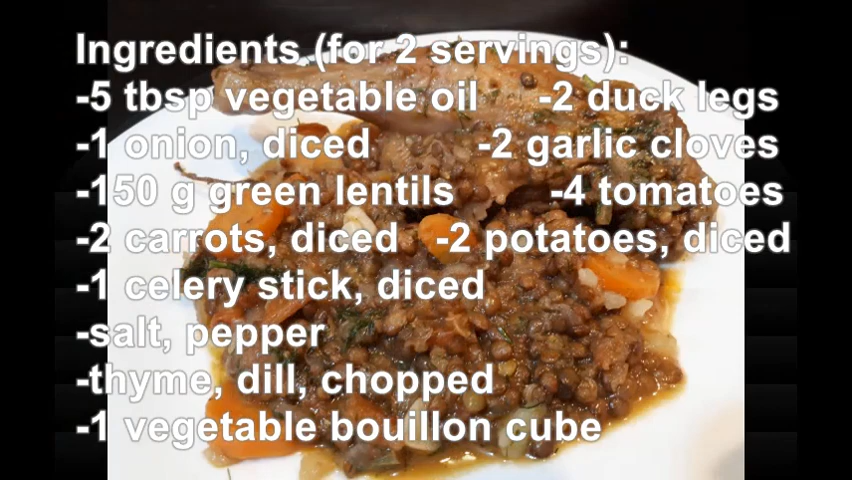 Ingredients (for 2 servings):
-5 tbsp vegetable oil -2 duck legs
-1 onion, diced -2 garlic cloves
-150 g green lentils -4 tomatoes
-2 carrots, diced -2 potatoes, diced
-1 celery stick, diced
-salt, pepper
-thyme, dill, chopped
-1 vegetable bouillon cube